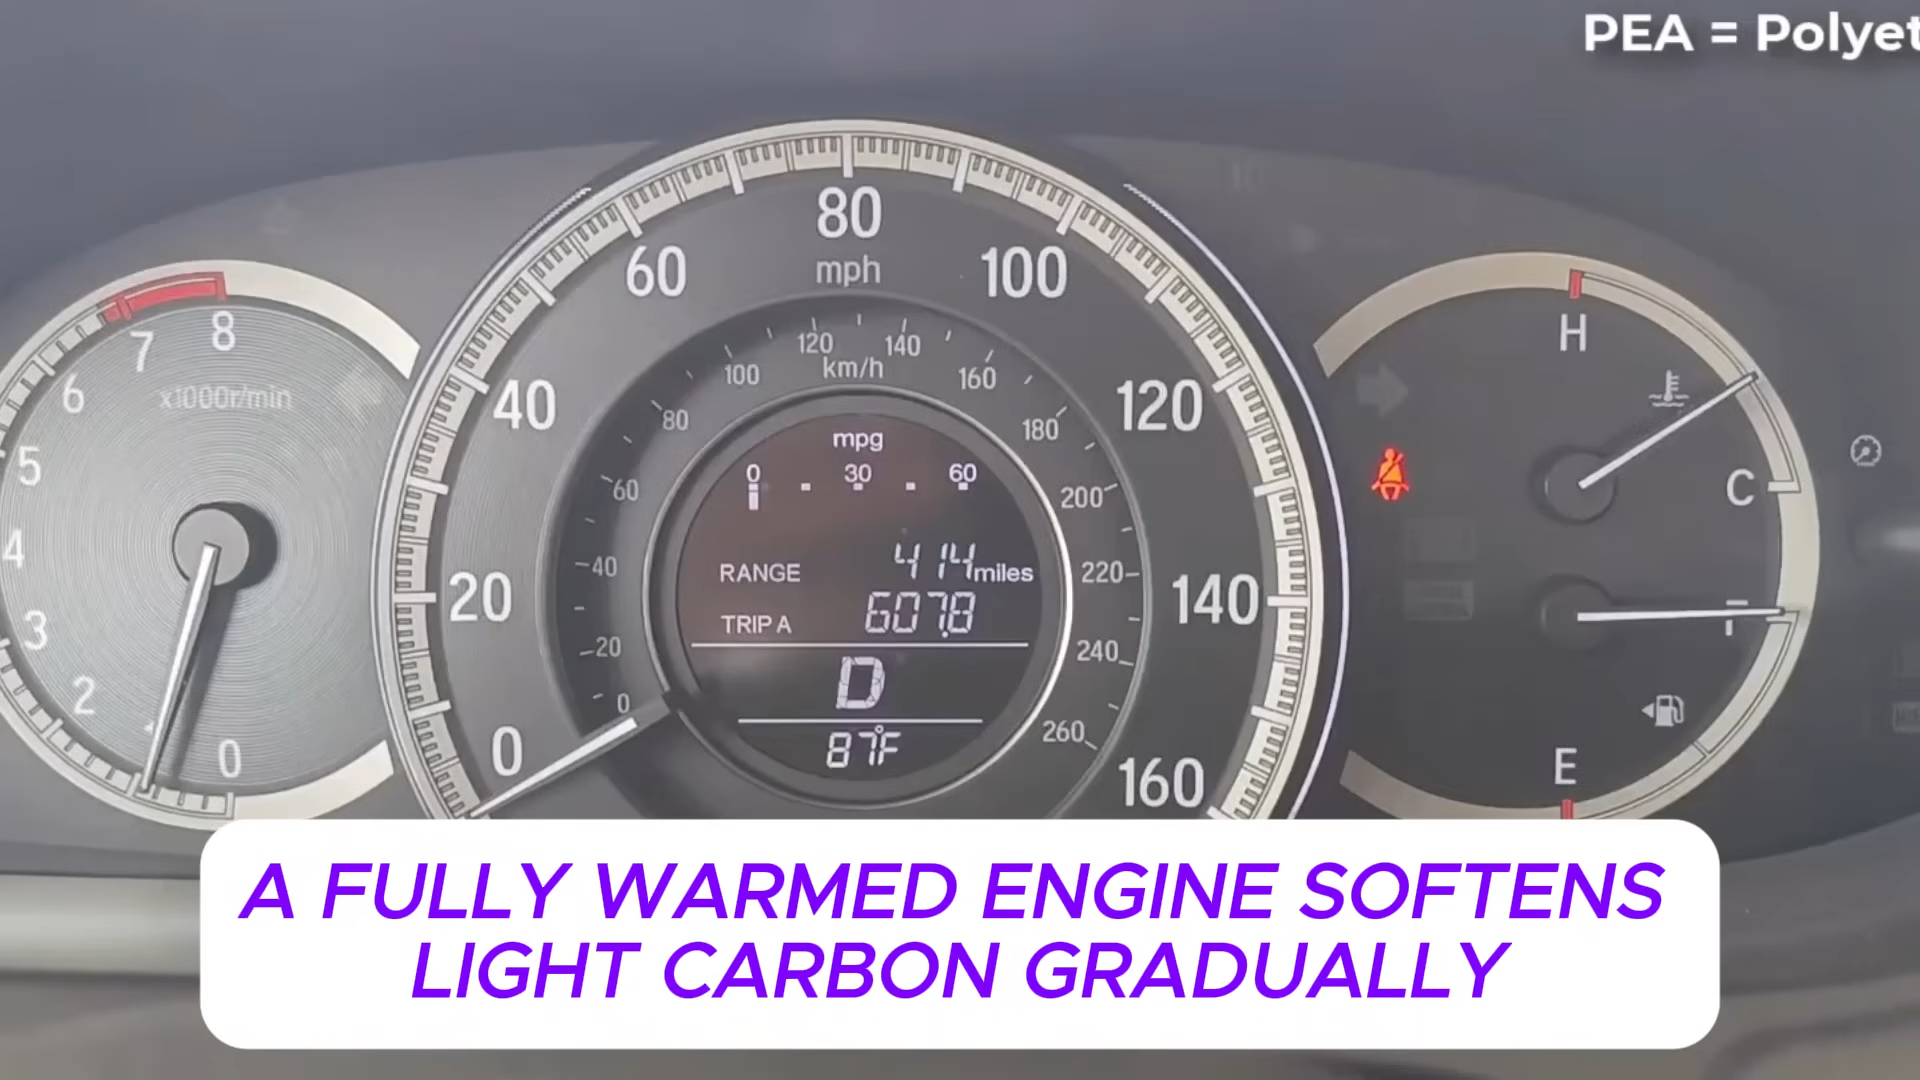 PEA = Polyet
80
mph
60
100
40
120
20
140
0
160
8
7
6
5
4
3
2
0
x1000r/min
120
140
km/h
100
160
80
180
60
200
40
220
20
240
0
260
mpg
0 30 60
RANGE 414 miles
TRIP A 607.8
D
87°F
H
C
F
E
A FULLY WARMED ENGINE SOFTENS
LIGHT CARBON GRADUALLY